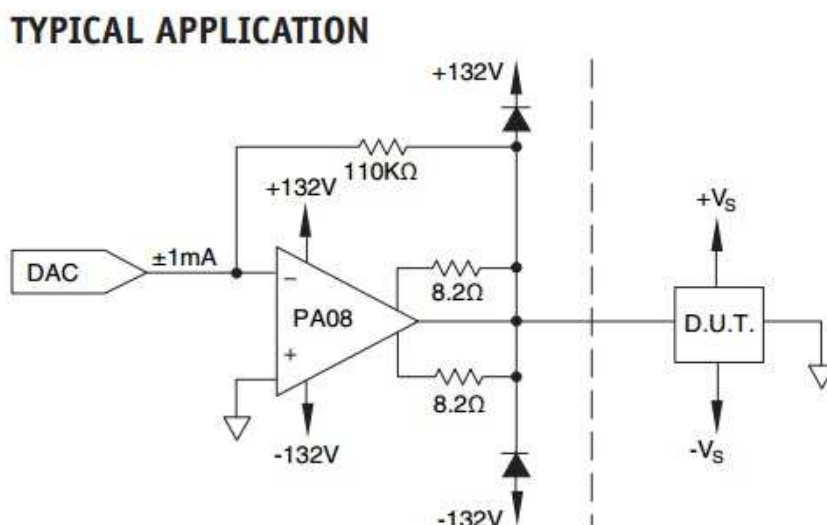 TYPICAL APPLICATION
+132V
110KΩ
+132V
+VS
DAC
±1mA
−
8.2Ω
PA08
D.U.T.
+
8.2Ω
-132V
-VS
-132V